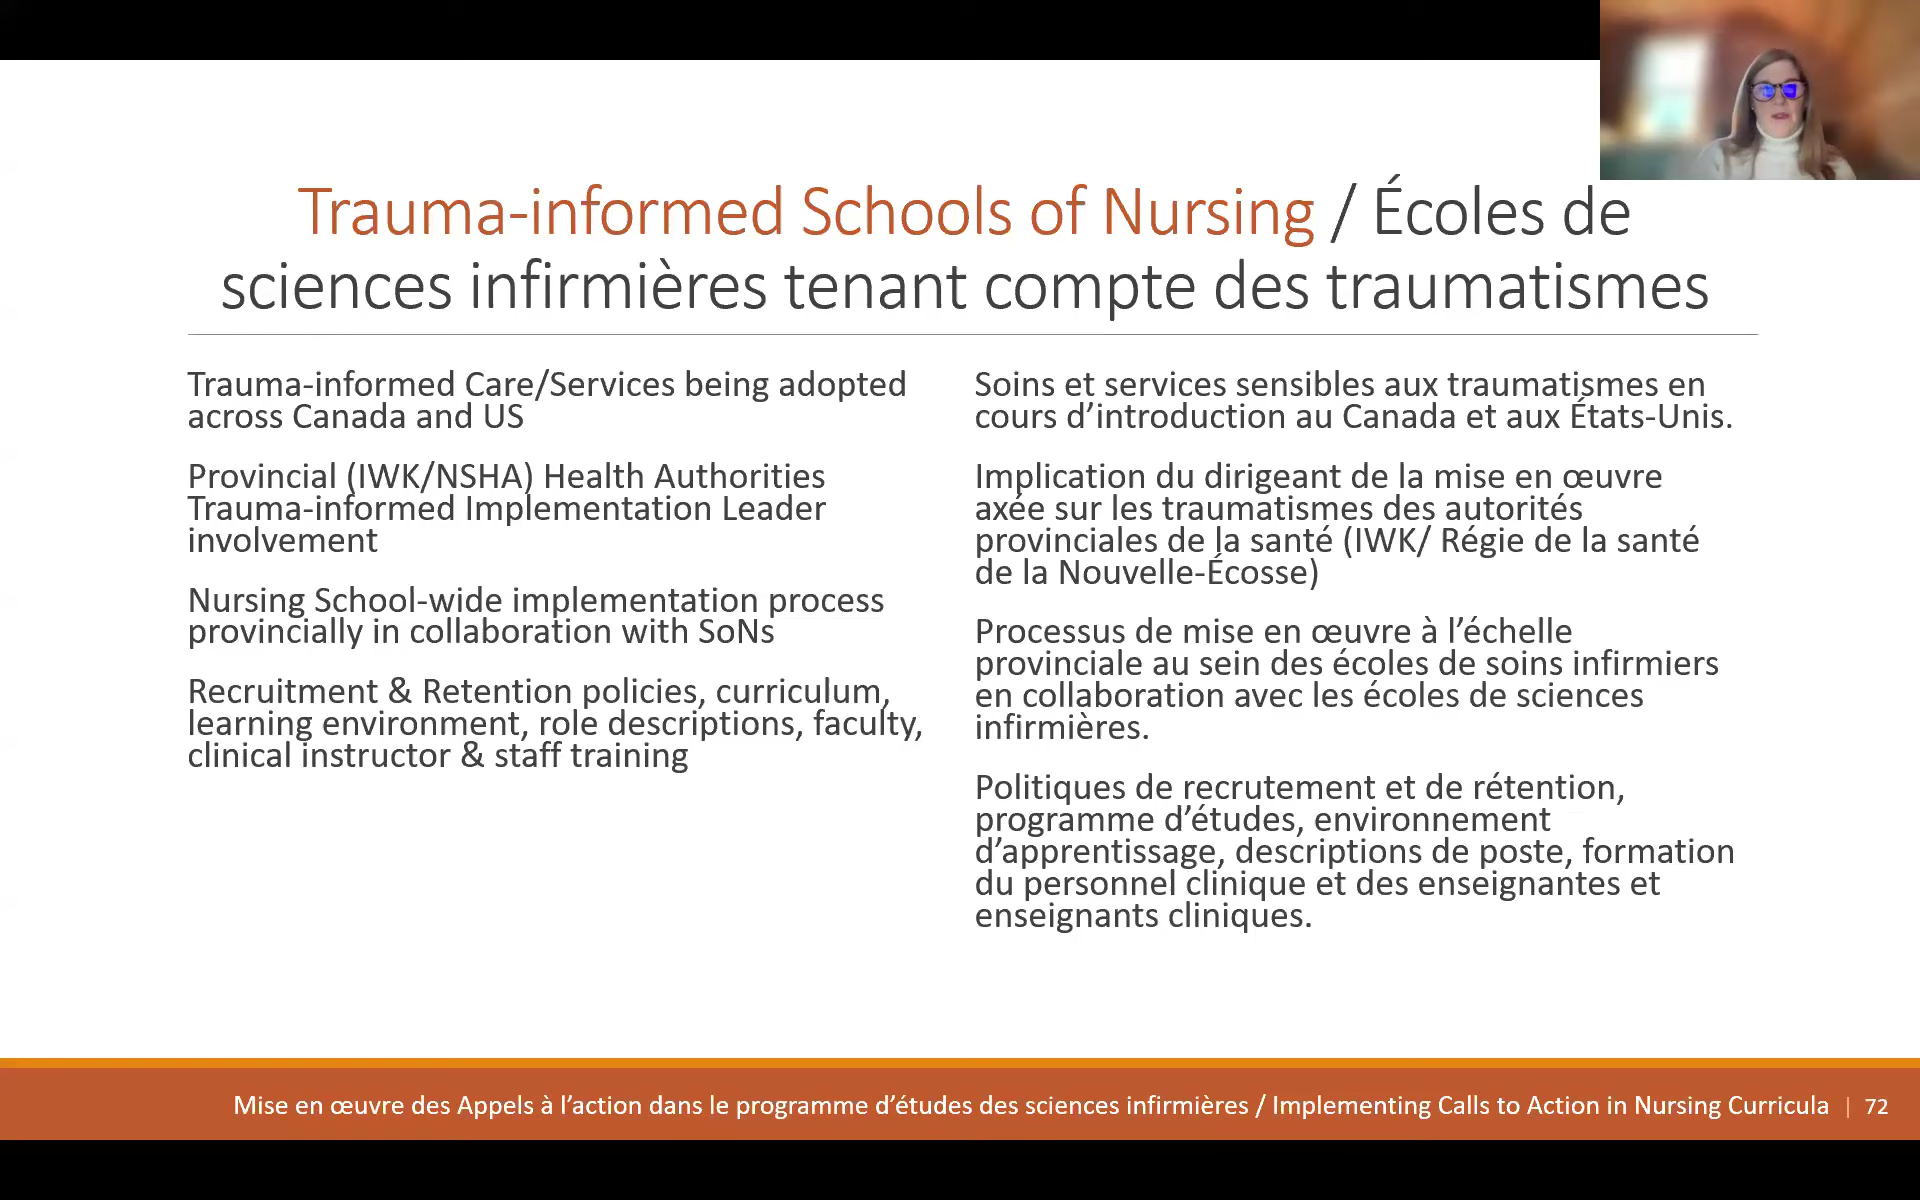 Trauma-informed Schools of Nursing / Écoles de
sciences infirmières tenant compte des traumatismes
Trauma-informed Care/Services being adopted
across Canada and US
Provincial (IWK/NSHA) Health Authorities
Trauma-informed Implementation Leader
involvement
Nursing School-wide implementation process
provincially in collaboration with SoNs
Recruitment & Retention policies, curriculum,
learning environment, role descriptions, faculty,
clinical instructor & staff training
Soins et services sensibles aux traumatismes en
cours d’introduction au Canada et aux États-Unis.
Implication du dirigeant de la mise en œuvre
axée sur les traumatismes des autorités
provinciales de la santé (IWK/ Régie de la santé
de la Nouvelle-Écosse)
Processus de mise en œuvre à l’échelle
provinciale au sein des écoles de soins infirmiers
en collaboration avec les écoles de sciences
infirmières.
Politiques de recrutement et de rétention,
programme d’études, environnement
d’apprentissage, descriptions de poste, formation
du personnel clinique et des enseignantes et
enseignants cliniques.
Mise en œuvre des Appels à l’action dans le programme d’études des sciences infirmières / Implementing Calls to Action in Nursing Curricula | 72